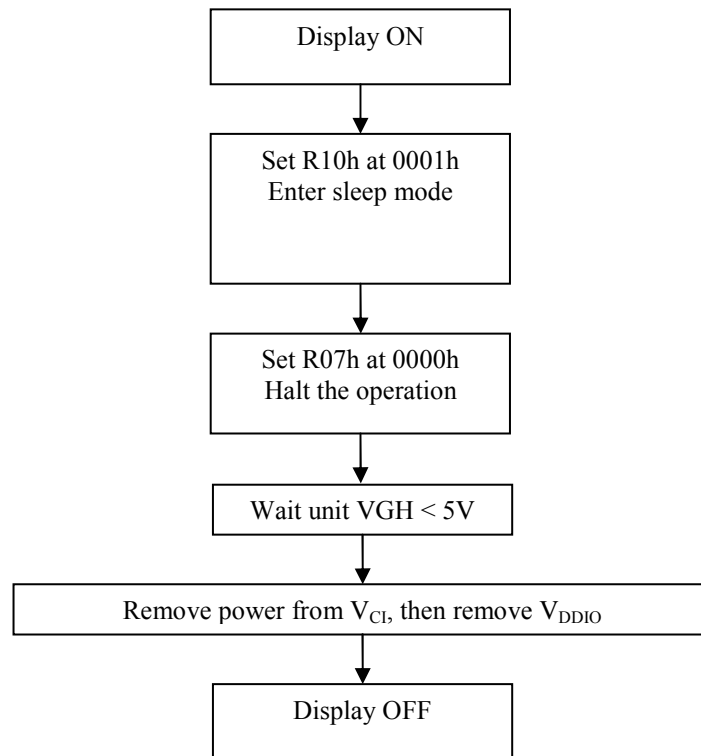 Display ON
Set R10h at 0001h
Enter sleep mode
Set R07h at 0000h
Halt the operation
Wait unit VGH < 5V
Remove power from VCI, then remove VDDIO
Display OFF